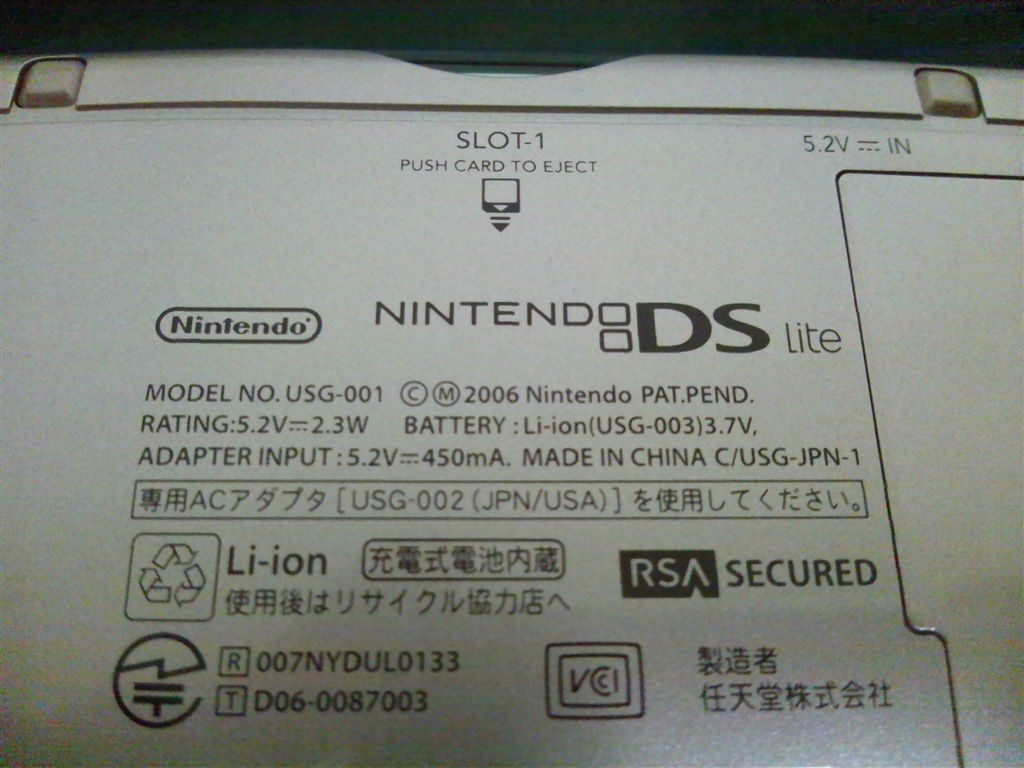 SLOT-1
PUSH CARD TO EJECT
5.2V ⎓ IN
Nintendo
NINTENDO DS lite
MODEL NO. USG-001 ⒸⓂ2006 Nintendo PAT.PEND.
RATING:5.2V⎓2.3W BATTERY:Li-ion(USG-003)3.7V,
ADAPTER INPUT:5.2V⎓450mA. MADE IN CHINA C/USG-JPN-1
専用ACアダプタ[USG-002(JPN/USA)]を使用してください。
Li-ion 充電式電池内蔵
使用後はリサイクル協力店へ
RSA SECURED
R 007NYDUL0133
T D06-0087003
VCCI
製造者
任天堂株式会社